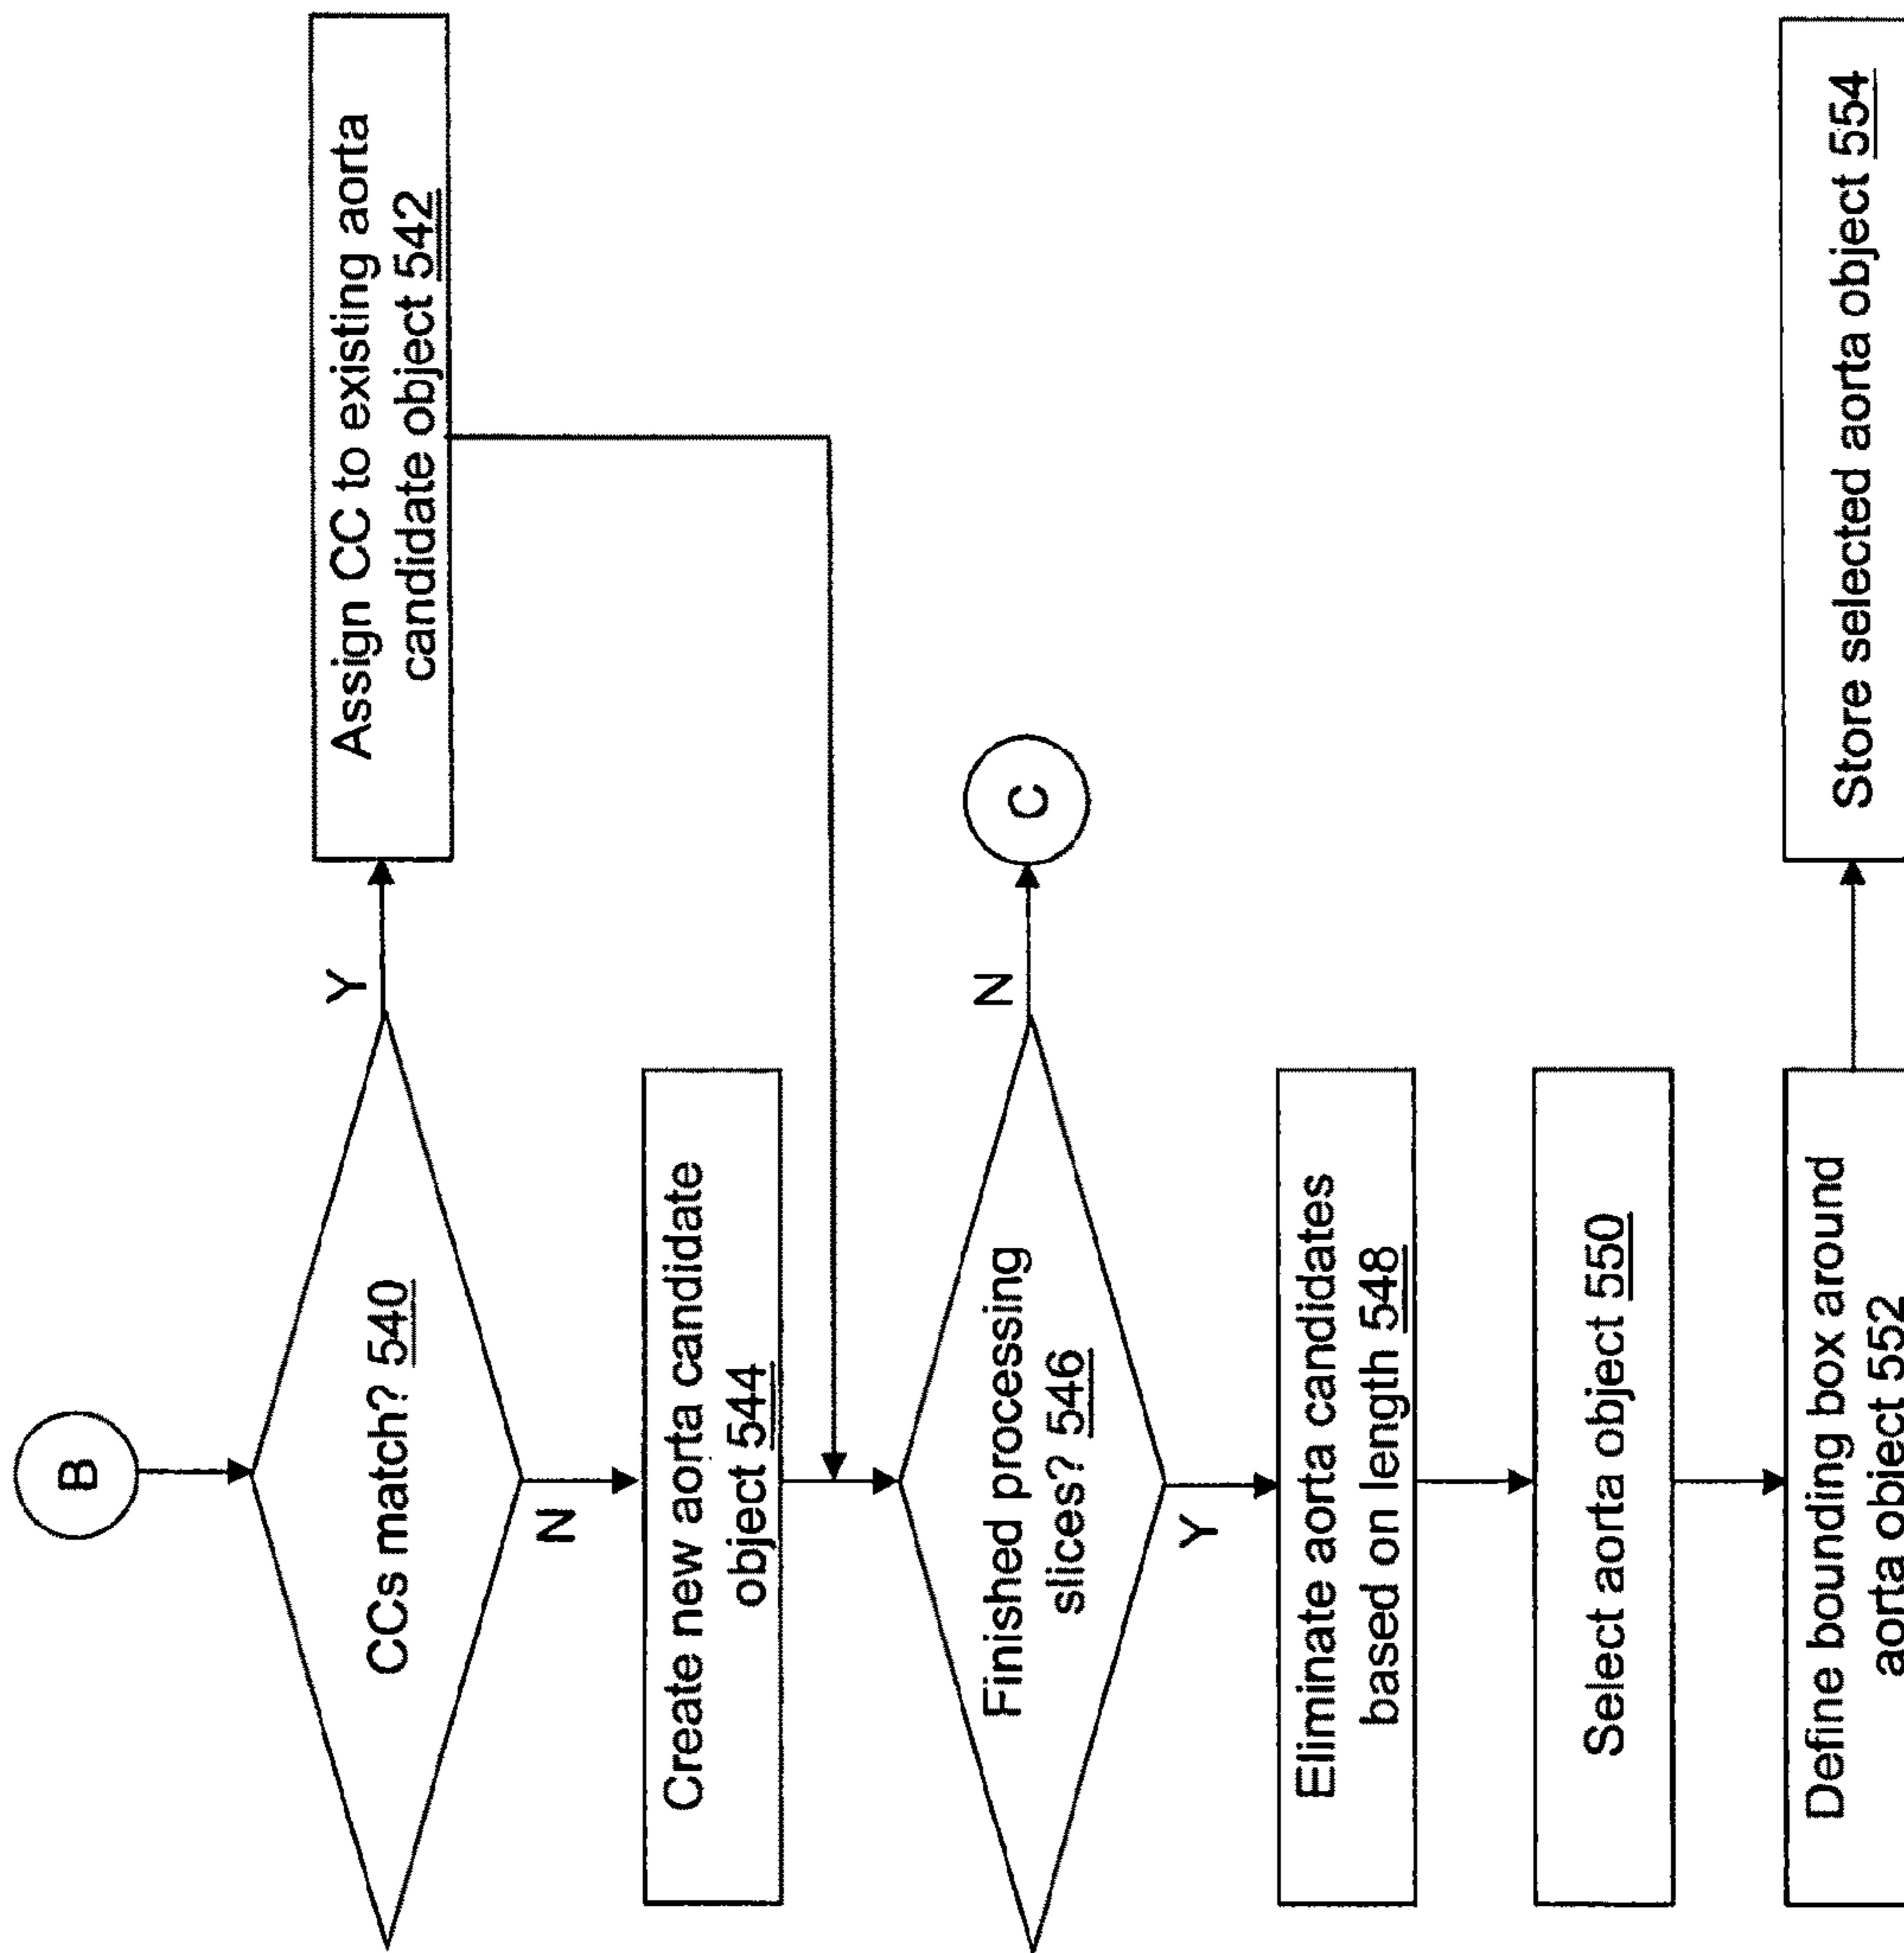 B
CCs match? 540
Y
Assign CC to existing aorta
candidate object 542
N
Create new aorta candidate
object 544
Finished processing
slices? 546
N
C
Y
Eliminate aorta candidates
based on length 548
Select aorta object 550
Define bounding box around
aorta object 552
Store selected aorta object 554